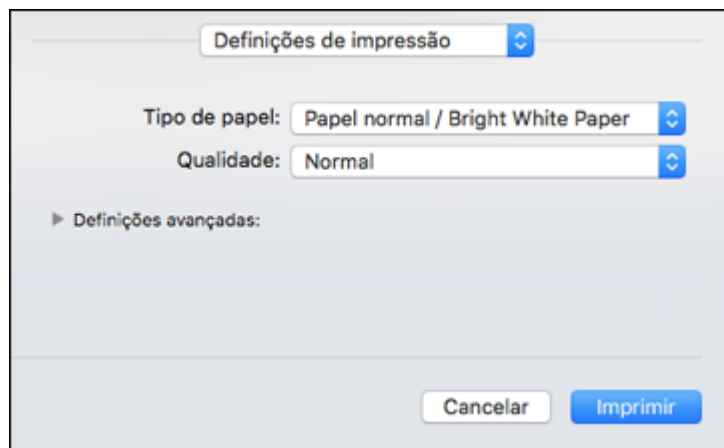 Definições de impressão
Tipo de papel: Papel normal / Bright White Paper
Qualidade: Normal
Definições avançadas:
Cancelar Imprimir